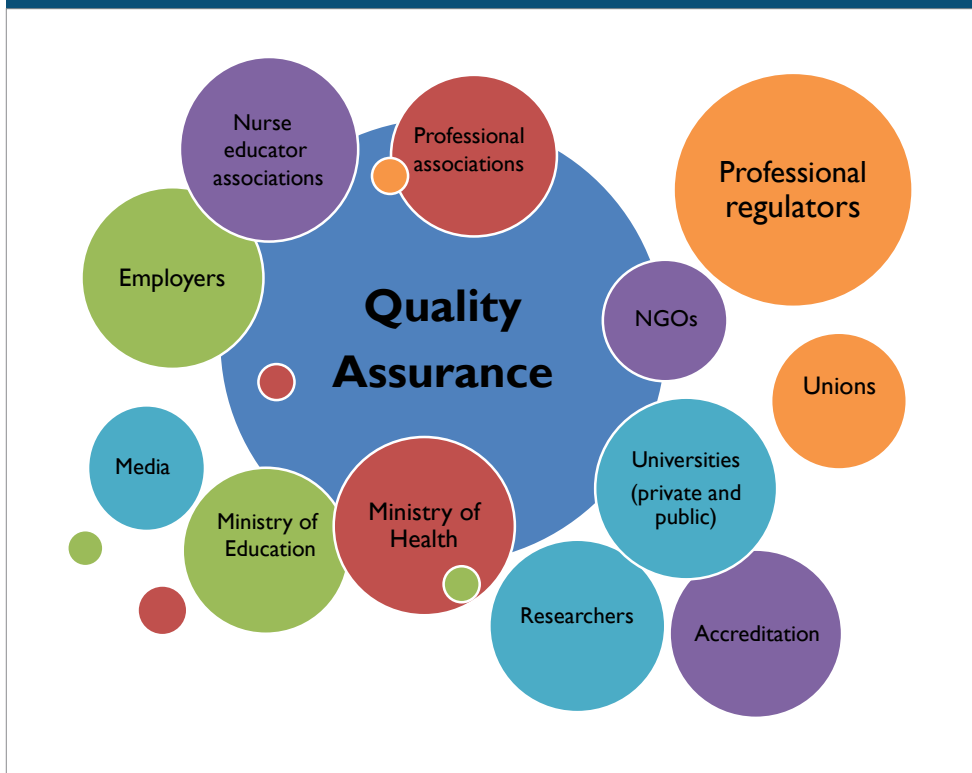 Nurse
educator
associations
Professional
associations
Professional
regulators
Employers
Quality
Assurance
NGOs
Unions
Media
Universities
(private and
public)
Ministry of
Education
Ministry of
Health
Researchers
Accreditation